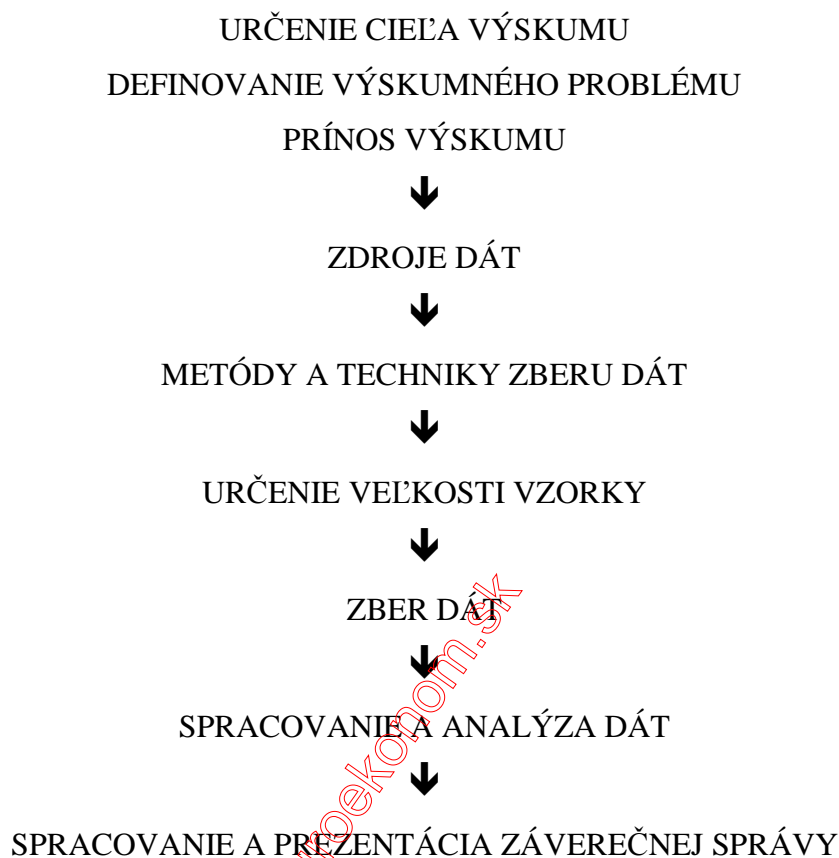 URČENIE CIEĽA VÝSKUMU
DEFINOVANIE VÝSKUMNÉHO PROBLÉMU
PRÍNOS VÝSKUMU
ZDROJE DÁT
METÓDY A TECHNIKY ZBERU DÁT
URČENIE VEĽKOSTI VZORKY
ZBER DÁT
SPRACOVANIE A ANALÝZA DÁT
SPRACOVANIE A PREZENTÁCIA ZÁVEREČNEJ SPRÁVY